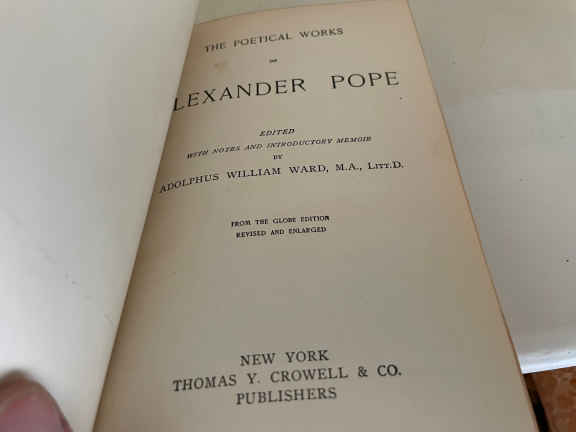 THE POETICAL WORKS
OF
LEXANDER POPE
EDITED
WITH NOTES AND INTRODUCTORY MEMOIR
BY
ADOLPHUS WILLIAM WARD, M.A., LITT.D.
FROM THE GLOBE EDITION
REVISED AND ENLARGED
NEW YORK
THOMAS Y. CROWELL & CO.
PUBLISHERS